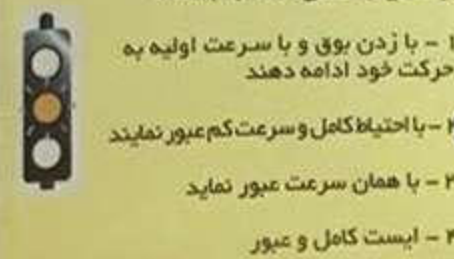 ۱ - با زدن بوق و با سرعت اولیه به
حرکت خود ادامه دهند
۲ - با احتیاط کامل و سرعت کم عبور نمایند
۳ - با همان سرعت عبور نماید
۴ - ایست کامل و عبور